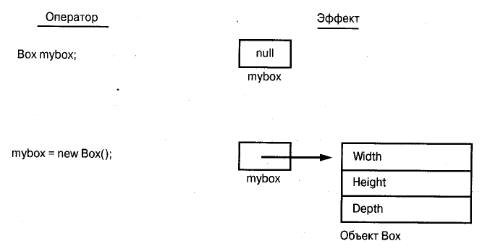 Оператор Эффект
Box mybox; null
mybox
mybox = new Box(); Width
mybox Height
Depth
Объект Box